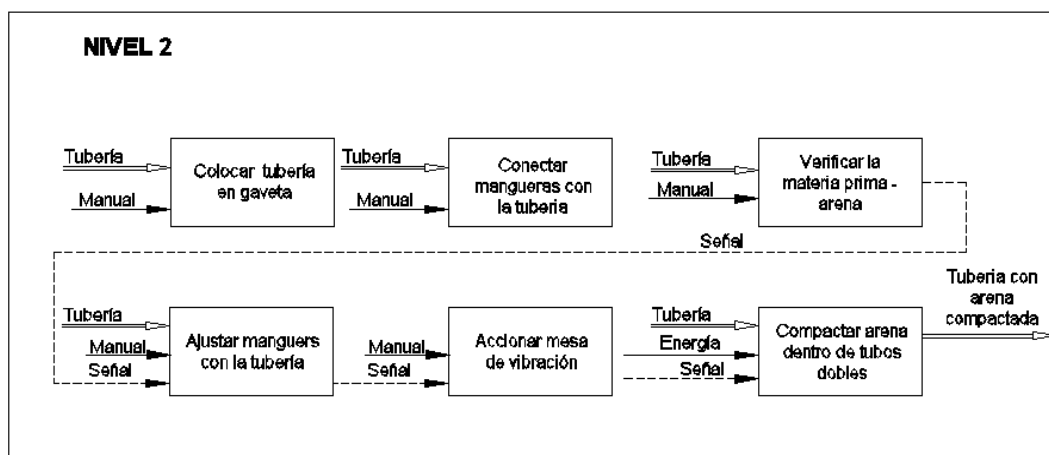 NIVEL 2
Tubería
Manual
Colocar tubería
en gaveta
Tubería
Manual
Conectar
mangueras con
la tuberia
Tubería
Manual
Verificar la
materia prima -
arena
Señal
Tubería
Manual
Señal
Ajustar manguers
con la tubería
Manual
Señal
Accionar mesa
de vibración
Tubería
Energía
Señal
Compactar arena
dentro de tubos
dobles
Tuberia con
arena
compactada